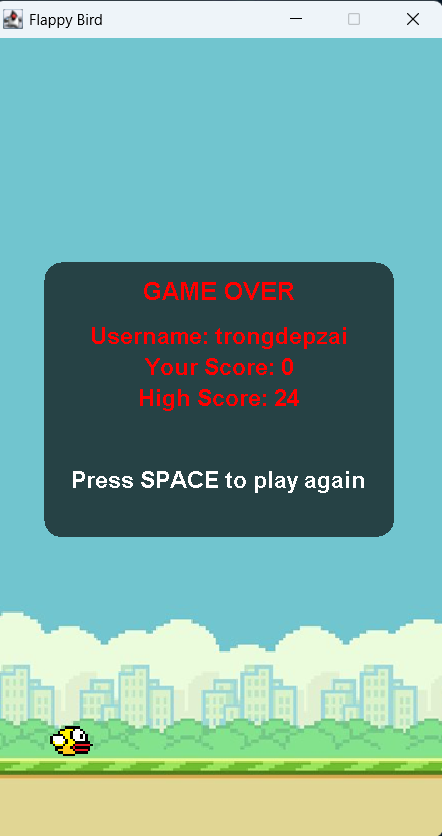 Flappy Bird
GAME OVER
Username: trongdepzai
Your Score: 0
High Score: 24
Press SPACE to play again